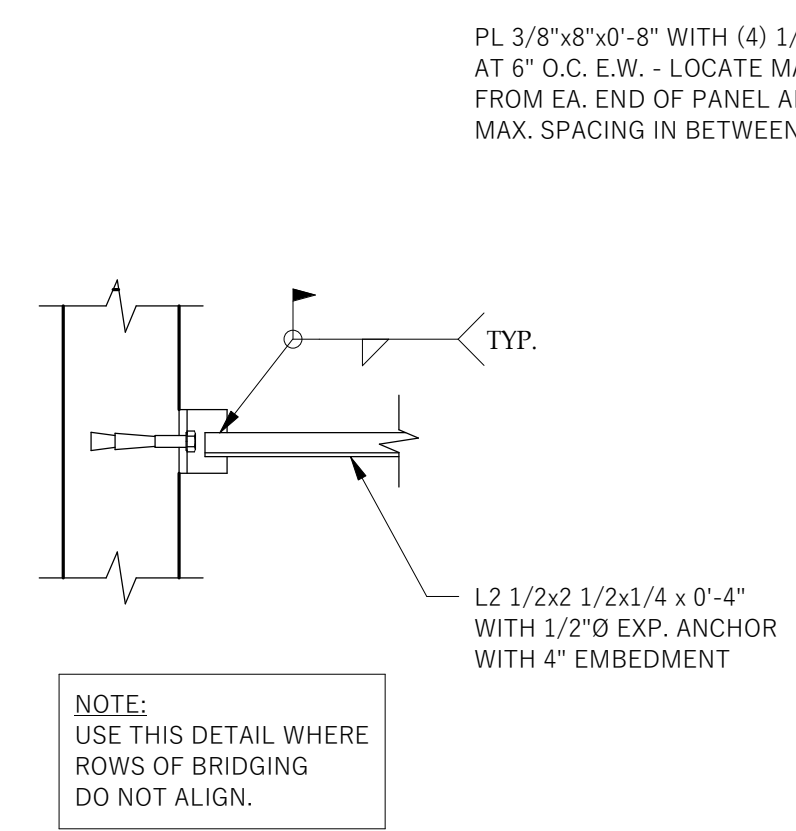 PL 3/8"x8"x0'-8" WITH (4)
AT 6" O.C. E.W. - LOCATE
FROM EA. END OF PANEL
MAX. SPACING IN BETWEEN
TYP.
L2 1/2x2 1/2x1/4 x 0'-4"
WITH 1/2"Ø EXP. ANCHOR
WITH 4" EMBEDMENT
NOTE:
USE THIS DETAIL WHERE
ROWS OF BRIDGING
DO NOT ALIGN.